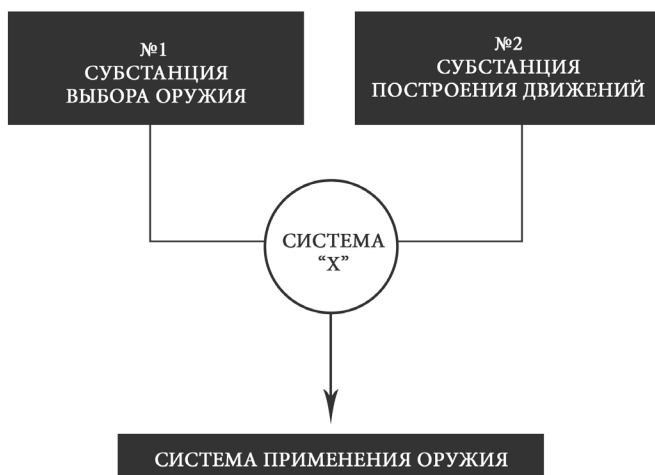 №1
СУБСТАНЦИЯ
ВЫБОРА ОРУЖИЯ
№2
СУБСТАНЦИЯ
ПОСТРОЕНИЯ ДВИЖЕНИЙ
СИСТЕМА
“Х”
СИСТЕМА ПРИМЕНЕНИЯ ОРУЖИЯ